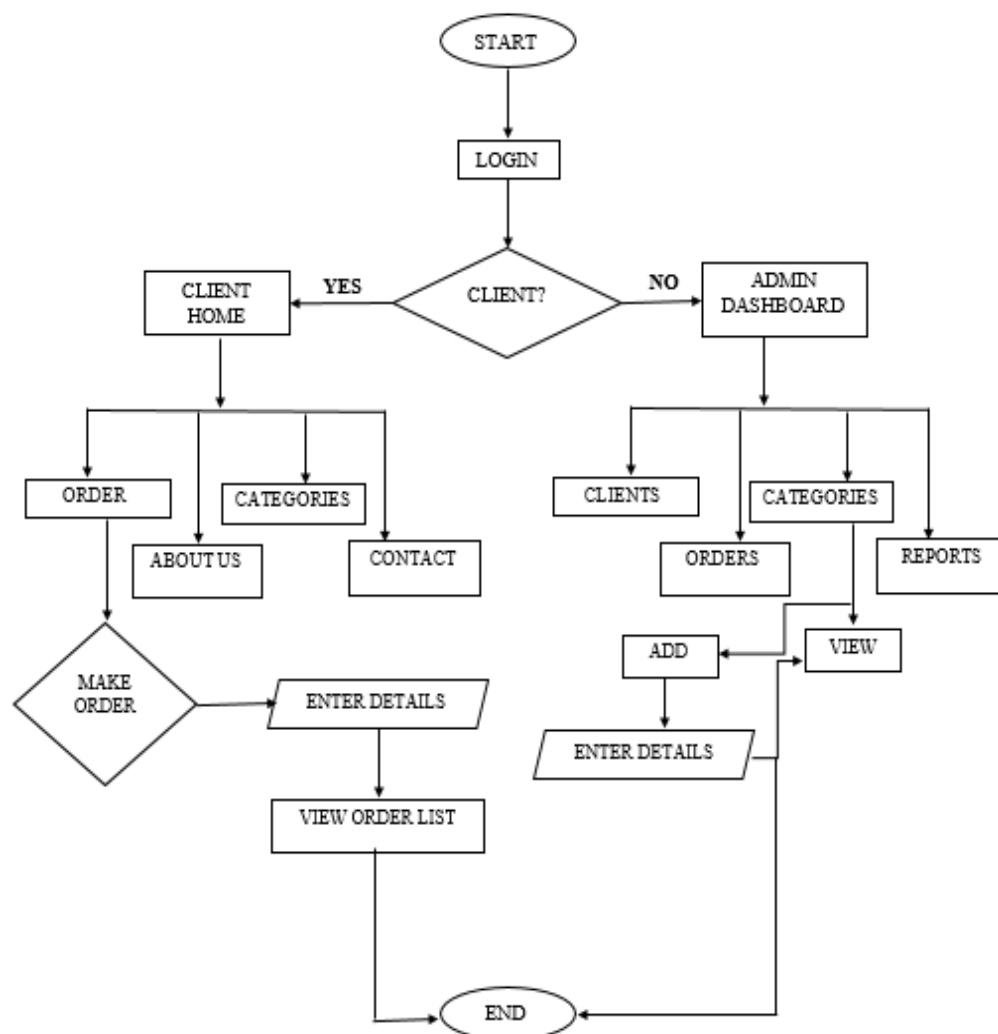 START
LOGIN
CLIENT?
YES
NO
CLIENT
HOME
ADMIN
DASHBOARD
ORDER
ABOUT US
CATEGORIES
CONTACT
CLIENTS
ORDERS
CATEGORIES
REPORTS
MAKE
ORDER
ENTER DETAILS
VIEW ORDER LIST
ADD
VIEW
ENTER DETAILS
END